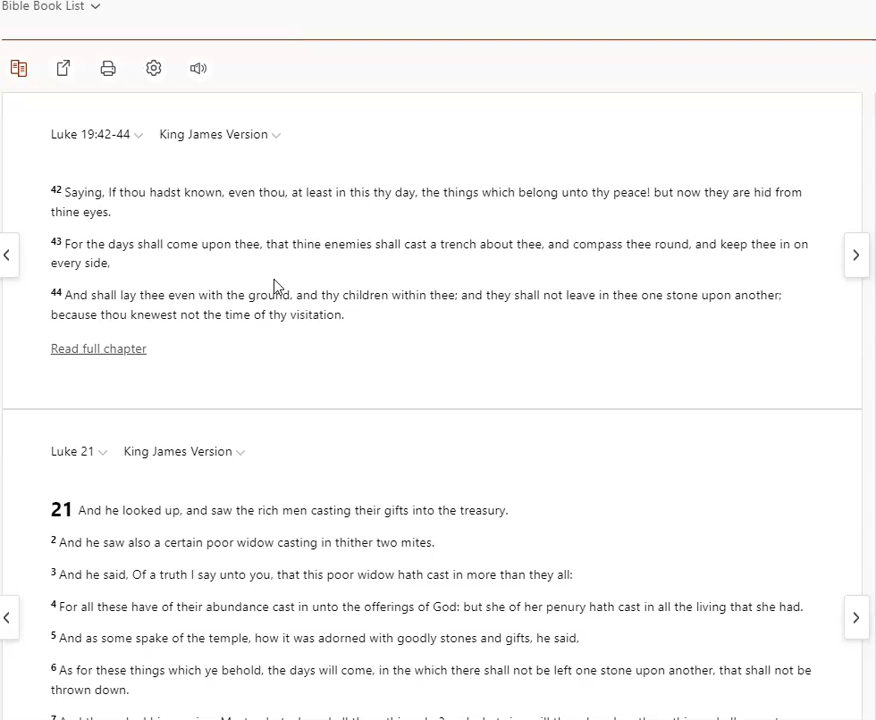 Bible Book List
Luke 19:42-44 King James Version
42 Saying, If thou hadst known, even thou, at least in this thy day, the things which belong unto thy peace! but now they are hid from
thine eyes.
43 For the days shall come upon thee, that thine enemies shall cast a trench about thee, and compass thee round, and keep thee in on
every side,
44 And shall lay thee even with the ground, and thy children within thee; and they shall not leave in thee one stone upon another;
because thou knewest not the time of thy visitation.
Read full chapter
Luke 21 King James Version
21 And he looked up, and saw the rich men casting their gifts into the treasury.
2 And he saw also a certain poor widow casting in thither two mites.
3 And he said, Of a truth I say unto you, that this poor widow hath cast in more than they all:
4 For all these have of their abundance cast in unto the offerings of God: but she of her penury hath cast in all the living that she had.
5 And as some spake of the temple, how it was adorned with goodly stones and gifts, he said,
6 As for these things which ye behold, the days will come, in the which there shall not be left one stone upon another, that shall not be
thrown down.